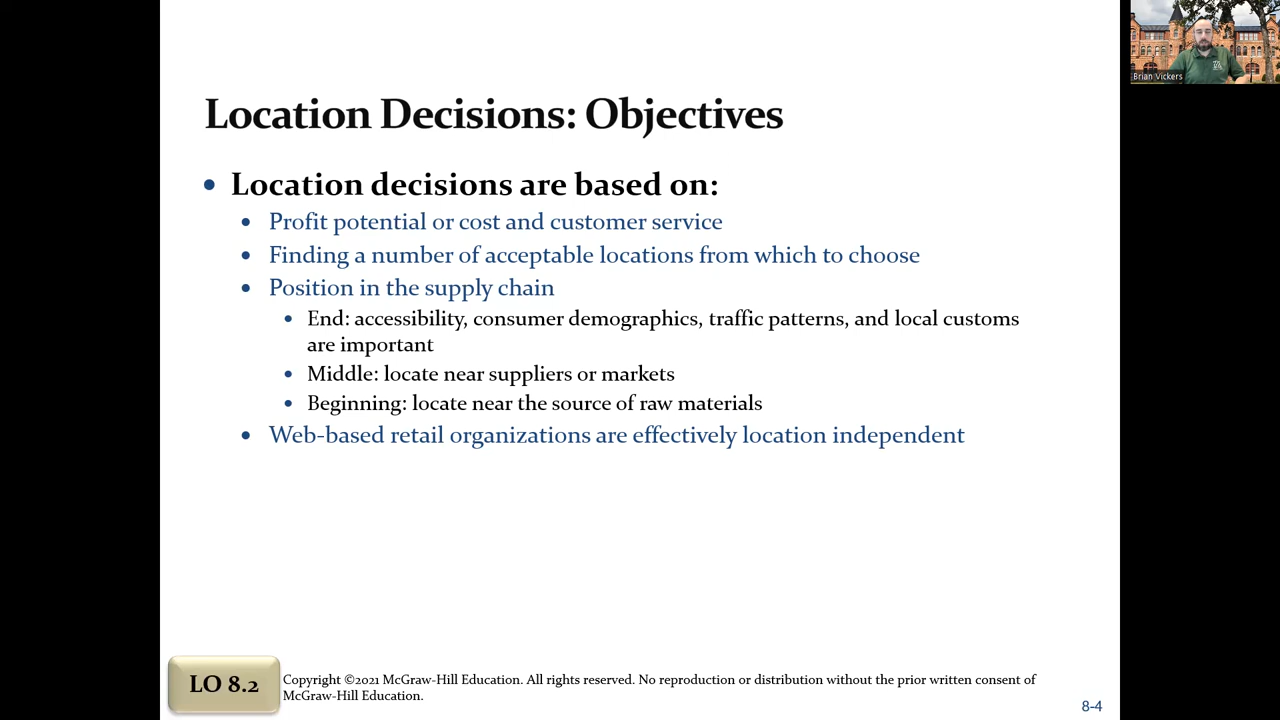 Brian Vickers
Location Decisions: Objectives
• Location decisions are based on:
• Profit potential or cost and customer service
• Finding a number of acceptable locations from which to choose
• Position in the supply chain
• End: accessibility, consumer demographics, traffic patterns, and local customs
are important
• Middle: locate near suppliers or markets
• Beginning: locate near the source of raw materials
• Web-based retail organizations are effectively location independent
LO 8.2
Copyright ©2021 McGraw-Hill Education. All rights reserved. No reproduction or distribution without the prior written consent of
McGraw-Hill Education.
8-4